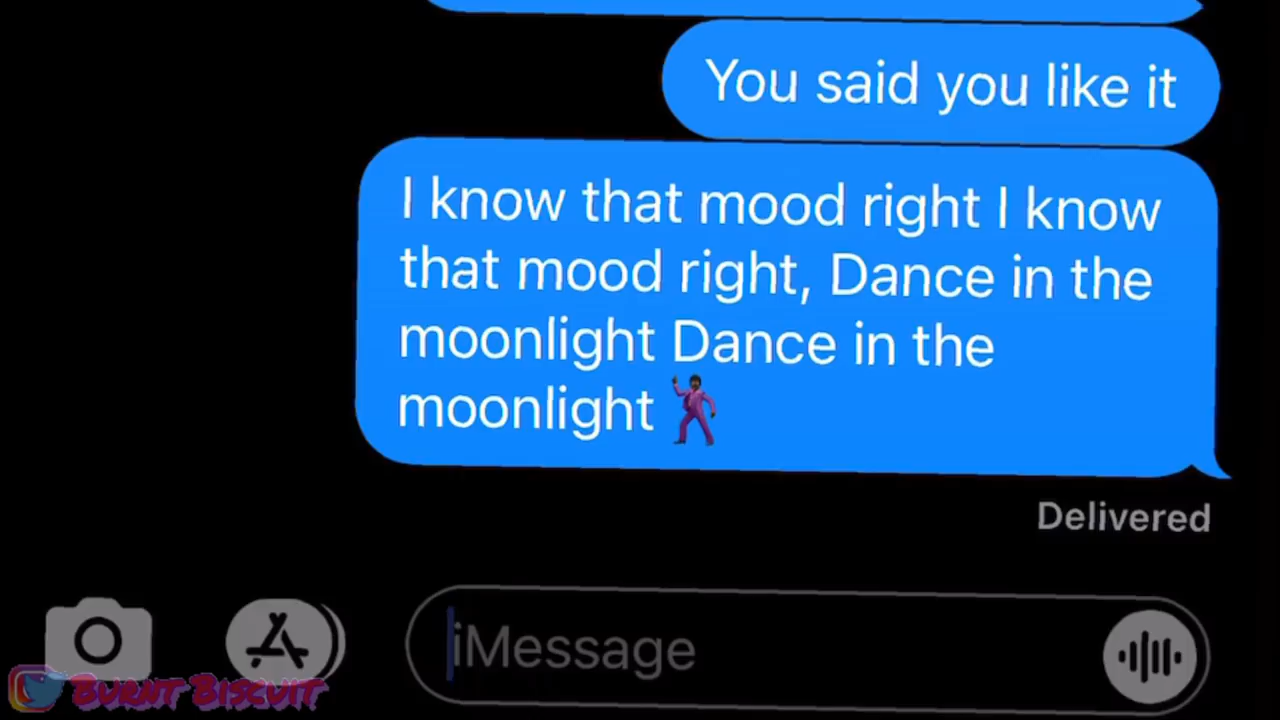 You said you like it
I know that mood right I know
that mood right, Dance in the
moonlight Dance in the
moonlight 🕺🏿
Delivered
iMessage
Burnt Biscuit